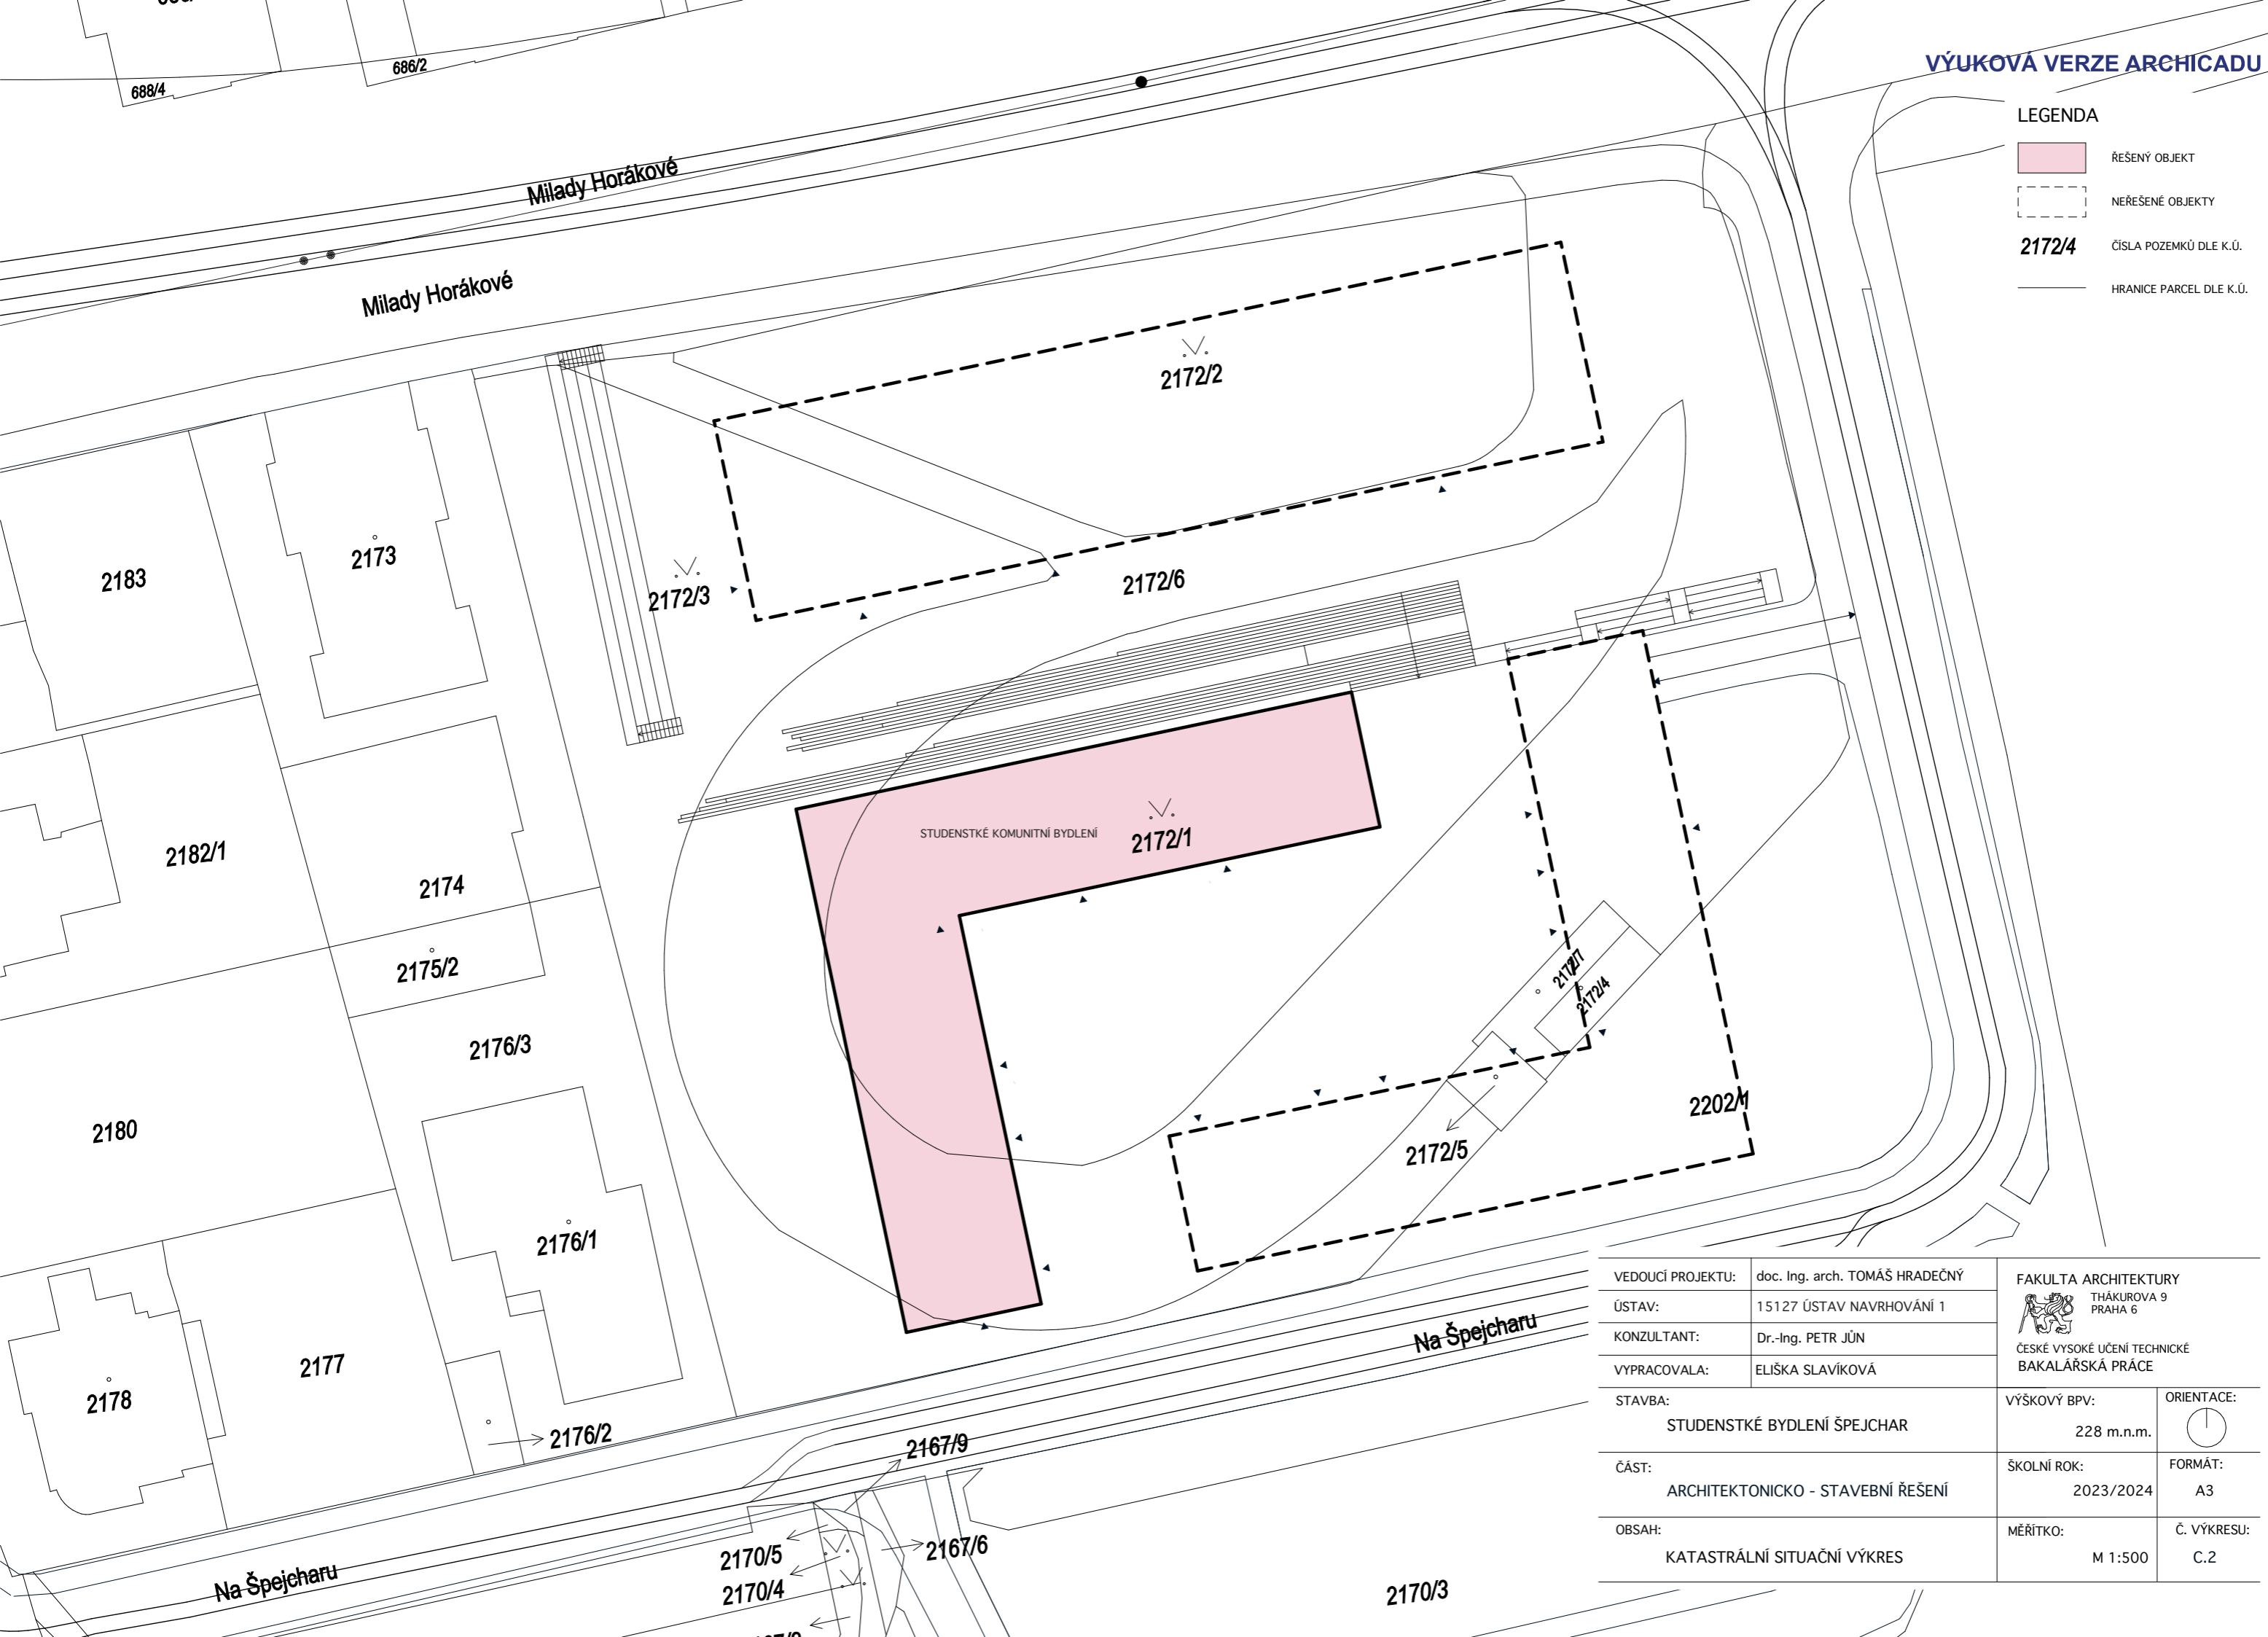 VÝUKOVÁ VERZE ARCHICADU
LEGENDA
ŘEŠENÝ OBJEKT
NEŘEŠENÉ OBJEKTY
2172/4
ČÍSLA POZEMKŮ DLE K.Ú.
HRANICE PARCEL DLE K.Ú.
688/4
686/2
Milady Horákové
Milady Horákové
2172/2
2183
2173
2172/3
2172/6
2182/1
2174
STUDENSTKÉ KOMUNITNÍ BYDLENÍ
2172/1
2175/2
2172/7
2172/4
2176/3
2180
2202/1
2172/5
2176/1
2178
2177
2176/2
2167/9
Na Špejcharu
2170/5
2167/6
2170/4
Na Špejcharu
2170/3
VEDOUCÍ PROJEKTU:
doc. Ing. arch. TOMÁŠ HRADEČNÝ
ÚSTAV:
15127 ÚSTAV NAVRHOVÁNÍ 1
KONZULTANT:
Dr.-Ing. PETR JŮN
VYPRACOVALA:
ELIŠKA SLAVÍKOVÁ
FAKULTA ARCHITEKTURY
THÁKUROVA 9
PRAHA 6
ČESKÉ VYSOKÉ UČENÍ TECHNICKÉ
BAKALÁŘSKÁ PRÁCE
STAVBA:
STUDENSTKÉ BYDLENÍ ŠPEJCHAR
VÝŠKOVÝ BPV:
228 m.n.m.
ORIENTACE:
ČÁST:
ARCHITEKTONICKO - STAVEBNÍ ŘEŠENÍ
ŠKOLNÍ ROK:
2023/2024
FORMÁT:
A3
OBSAH:
KATASTRÁLNÍ SITUAČNÍ VÝKRES
MĚŘÍTKO:
M 1:500
Č. VÝKRESU:
C.2